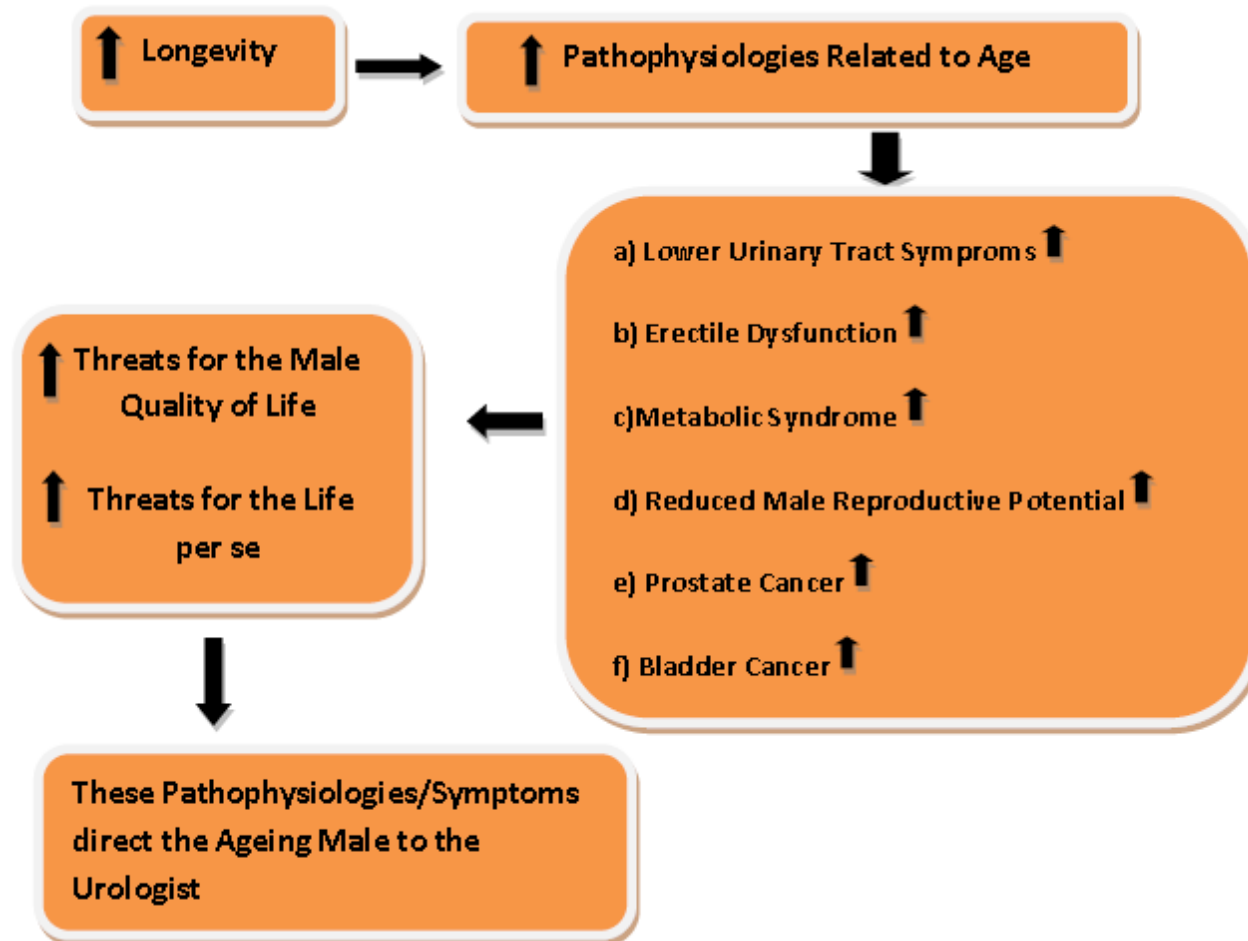 Longevity
Pathophysiologies Related to Age
a) Lower Urinary Tract Symproms
b) Erectile Dysfunction
c)Metabolic Syndrome
d) Reduced Male Reproductive Potential
e) Prostate Cancer
f) Bladder Cancer
Threats for the Male
Quality of Life
Threats for the Life
per se
These Pathophysiologies/Symptoms
direct the Ageing Male to the
Urologist